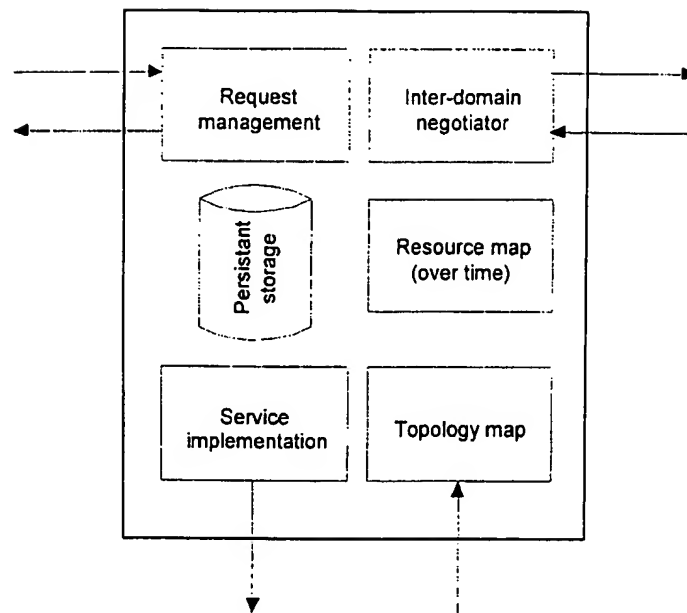 Request
management
Inter-domain
negotiator
Persistant
storage
Resource map
(over time)
Service
implementation
Topology map